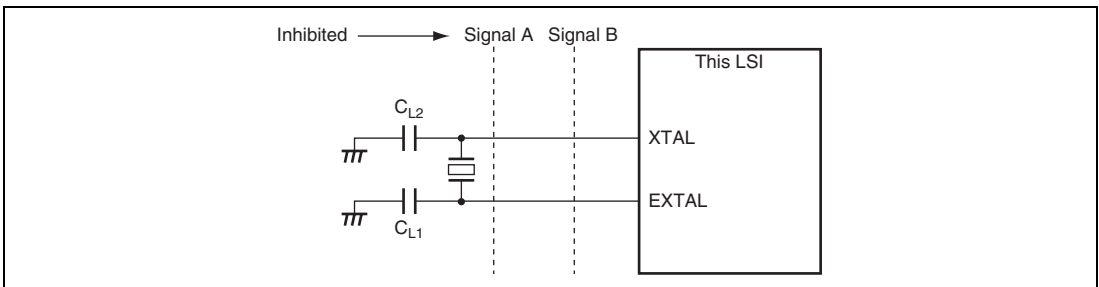 Inhibited Signal A Signal B
This LSI
CL2
XTAL
EXTAL
CL1